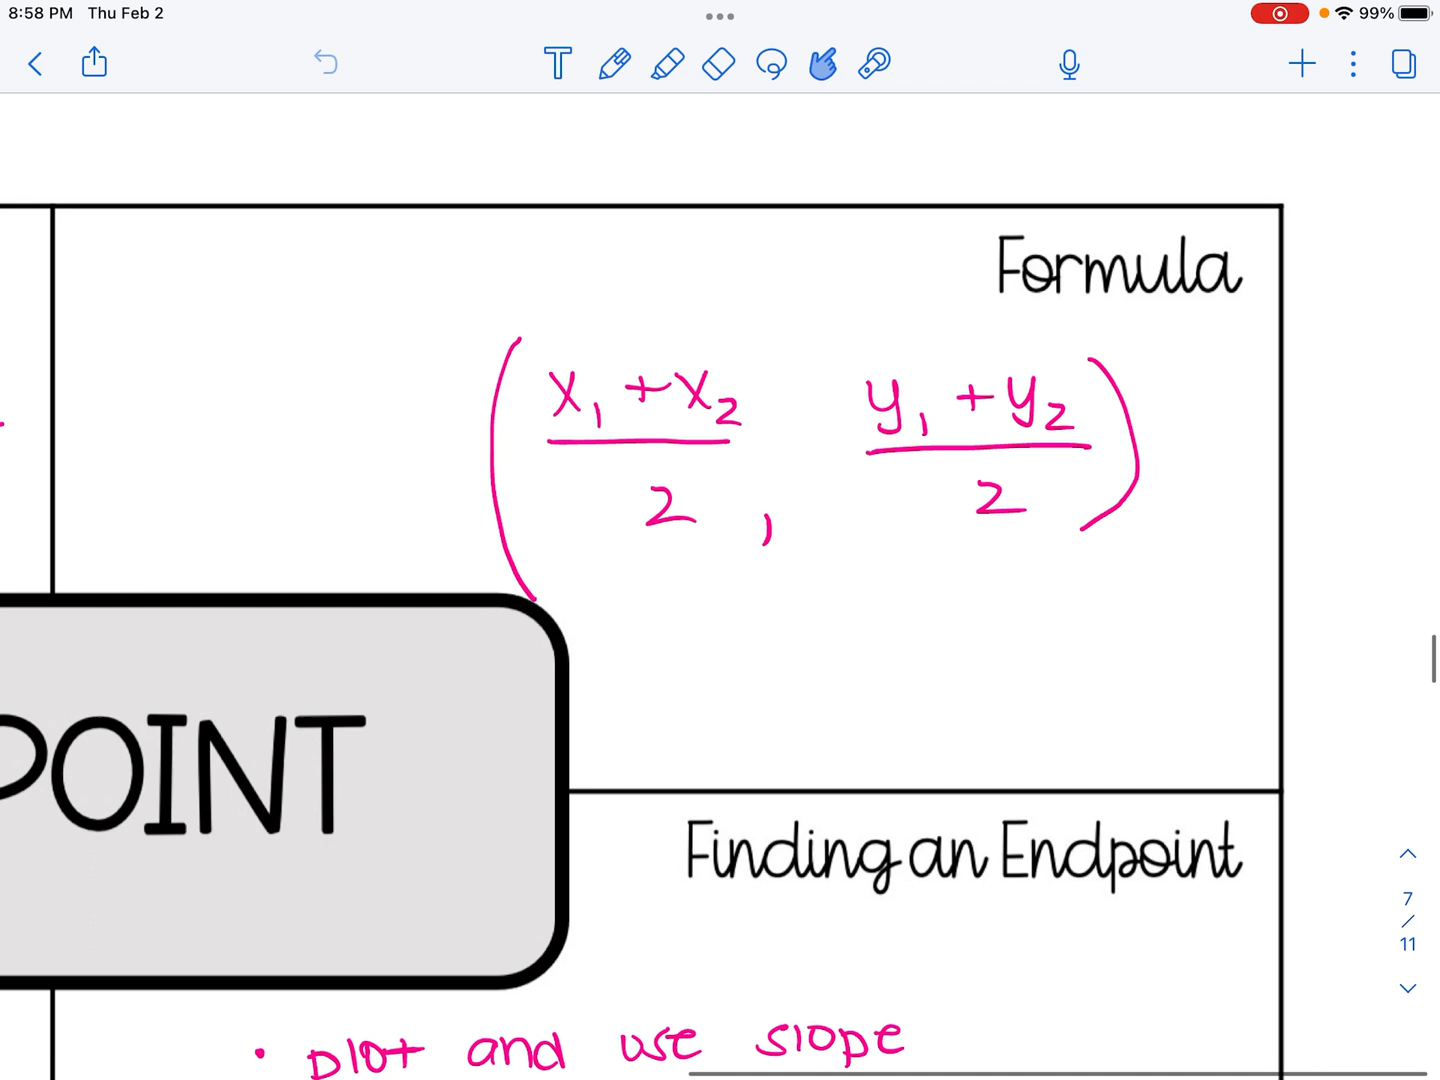 8:58 PM Thu Feb 2
99%
T
Formula
(x₁ + x₂ / 2, y₁ + y₂ / 2)
POINT
Finding an Endpoint
7
/
11
• plot and use slope